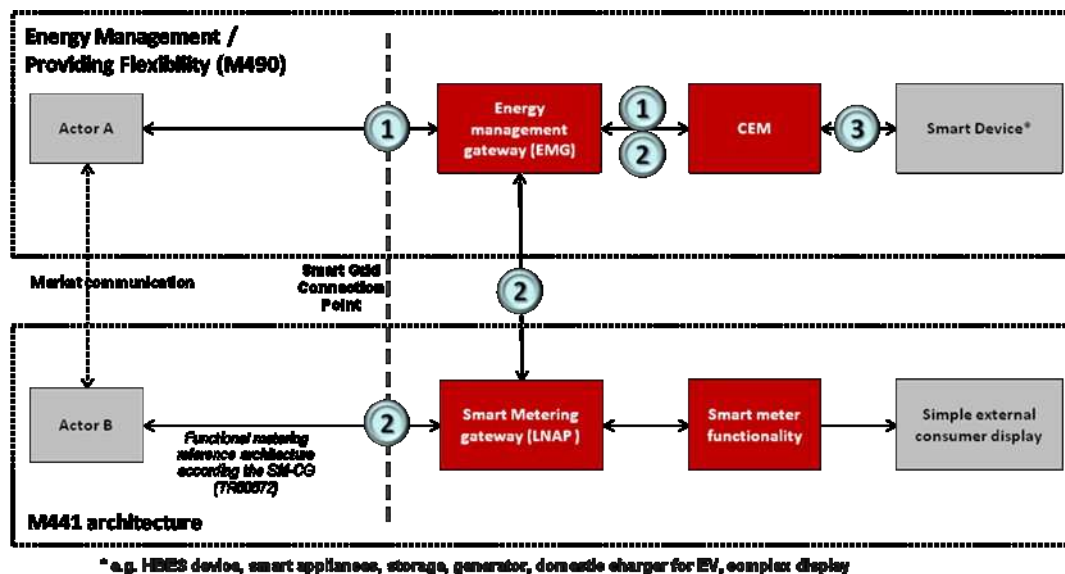 Energy Management /
Providing Flexibility (M490)
Actor A
1
Energy
management
gateway (EMG)
1
2
CEM
3
Smart Device*
Market communication
Smart Grid
Connection
Point
2
Actor B
2
Functional metering
reference architecture
according the SM-CG
(TR50572)
Smart Metering
gateway (LNAP )
Smart meter
functionality
Simple external
consumer display
M441 architecture
* e.g. HBES device, smart appliances, storage, generator, domestic charger for EV, complex display